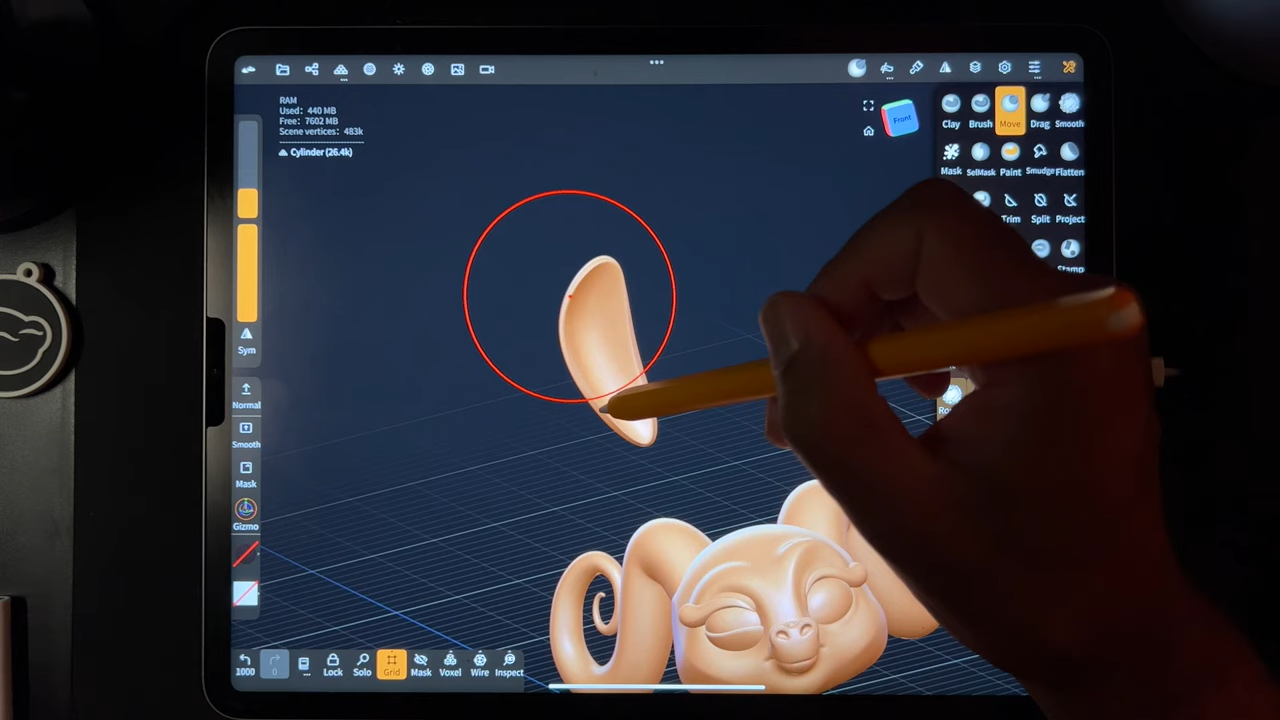 RAM
Used: 440 MB
Free: 7602 MB
Scene vertices: 483k
Cylinder (26.4k)
Front
Clay Brush Move Drag Smooth
Mask SelMask Paint Smudge Flatten
Trim Split Project
Stamp
Sym
Normal
Smooth
Mask
Gizmo
1000 0 ... Lock Solo Grid Mask Voxel Wire Inspect